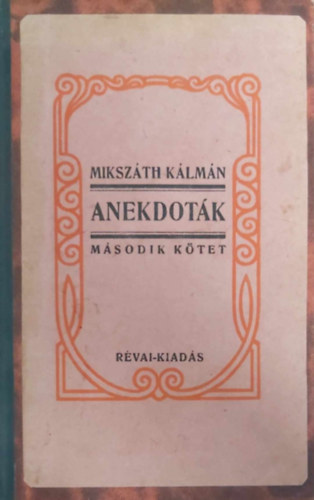 MIKSZÁTH KÁLMÁN
ANEKDOTÁK
MÁSODIK KÖTET
RÉVAI-KIADÁS